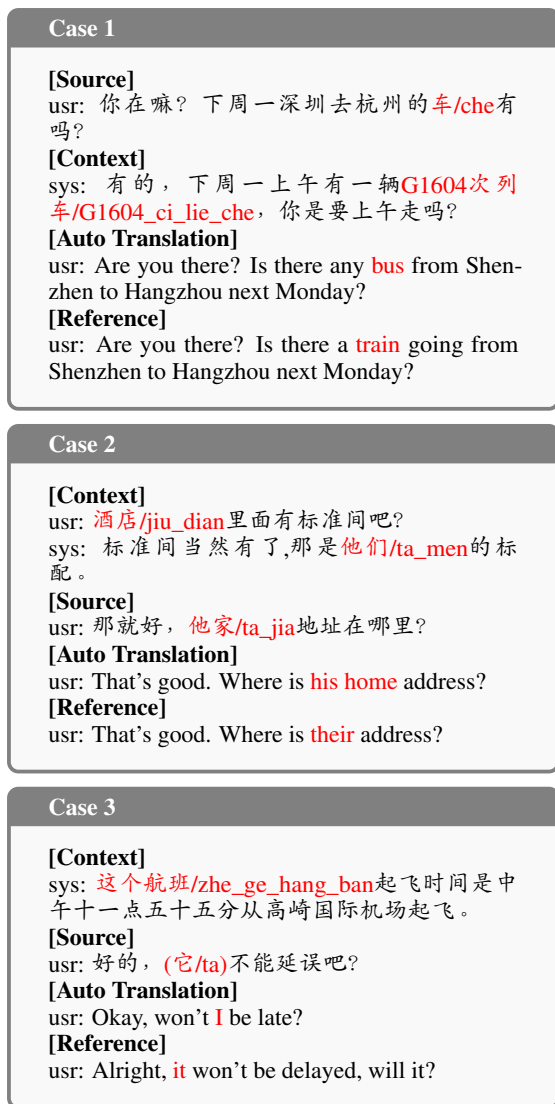 Case 1
[Source]
usr: 你在嘛？下周一深圳去杭州的车/che有
吗？
[Context]
sys: 有的，下周一上午有一辆G1604次列
车/G1604_ci_lie_che，你是要上午走吗？
[Auto Translation]
usr: Are you there? Is there any bus from Shen-
zhen to Hangzhou next Monday?
[Reference]
usr: Are you there? Is there a train going from
Shenzhen to Hangzhou next Monday?
Case 2
[Context]
usr: 酒店/jiu_dian里面有标准间吧？
sys: 标准间当然有了,那是他们/ta_men的标
配。
[Source]
usr: 那就好，他家/ta_jia地址在哪里？
[Auto Translation]
usr: That's good. Where is his home address?
[Reference]
usr: That's good. Where is their address?
Case 3
[Context]
sys: 这个航班/zhe_ge_hang_ban起飞时间是中
午十一点五十五分从高崎国际机场起飞。
[Source]
usr: 好的，(它/ta)不能延误吧？
[Auto Translation]
usr: Okay, won't I be late?
[Reference]
usr: Alright, it won't be delayed, will it?